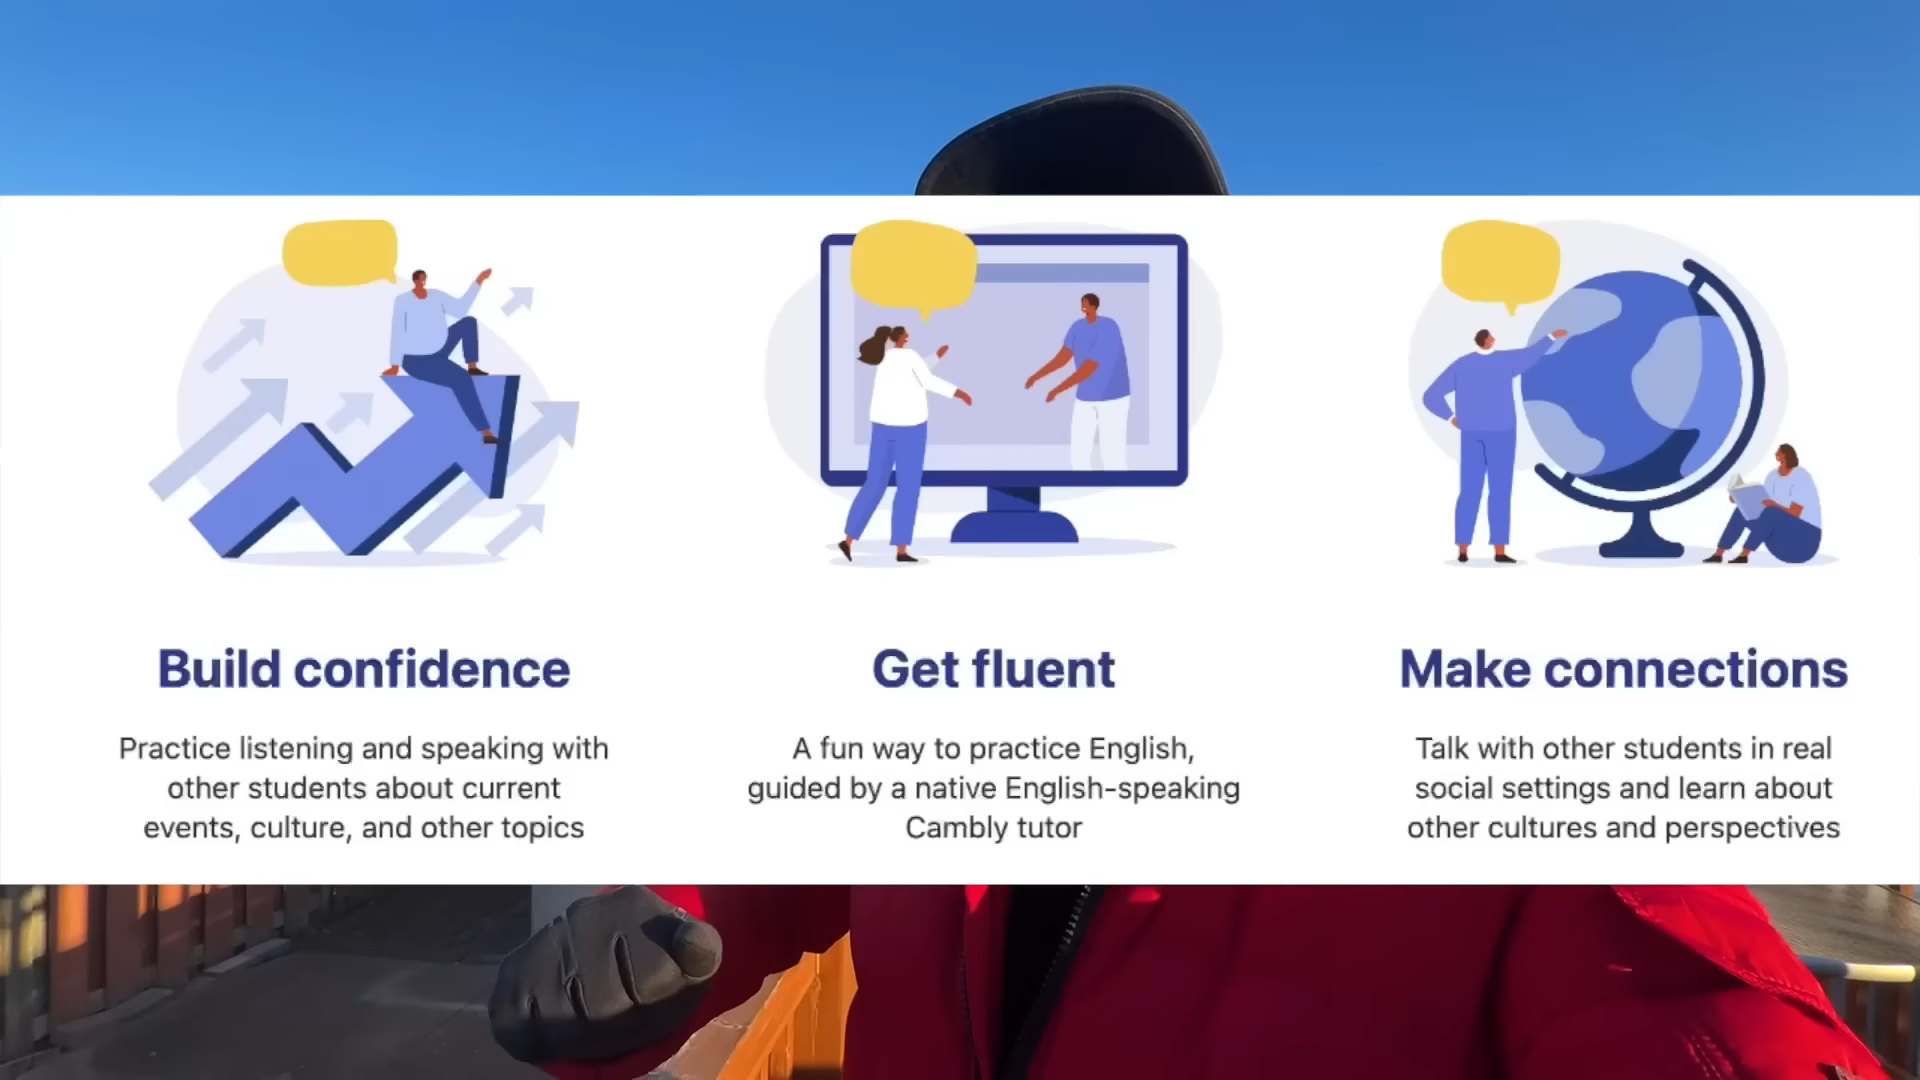 Build confidence
Practice listening and speaking with
other students about current
events, culture, and other topics
Get fluent
A fun way to practice English,
guided by a native English-speaking
Cambly tutor
Make connections
Talk with other students in real
social settings and learn about
other cultures and perspectives